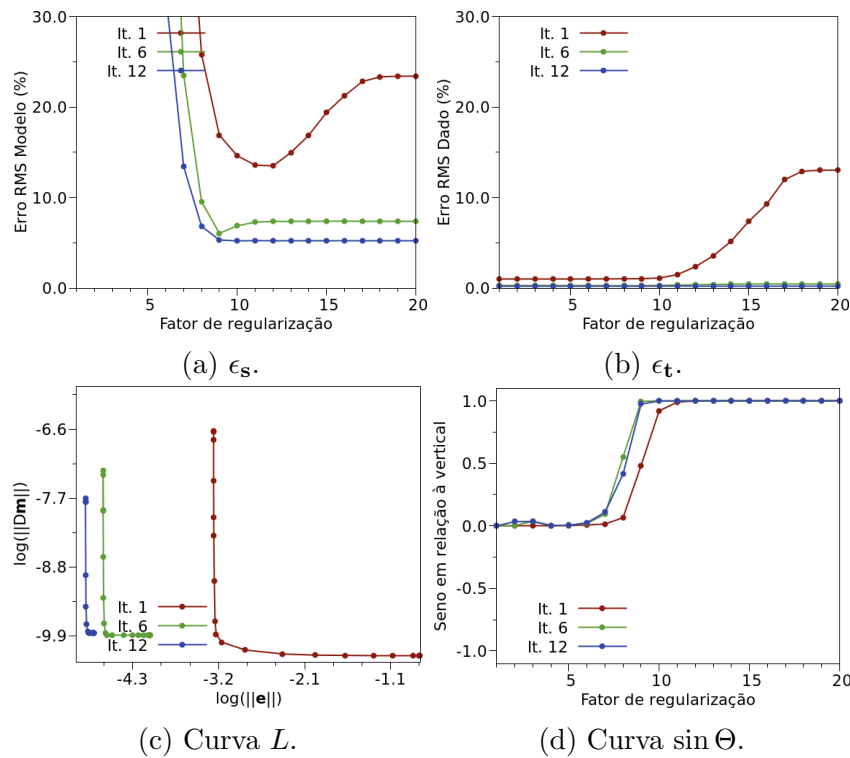 30.0
20.0
10.0
0.0
Erro RMS Modelo (%)
It. 1
It. 6
It. 12
5
10
15
20
Fator de regularização
(a) ϵs.
30.0
20.0
10.0
0.0
Erro RMS Dado (%)
It. 1
It. 6
It. 12
5
10
15
20
Fator de regularização
(b) ϵt.
-6.6
-7.7
-8.8
-9.9
log(||Dm||)
It. 1
It. 6
It. 12
-4.3
-3.2
-2.1
-1.1
log(||e||)
(c) Curva L.
1.0
0.5
0.0
-0.5
-1.0
Seno em relação à vertical
It. 1
It. 6
It. 12
5
10
15
20
Fator de regularização
(d) Curva sin Θ.